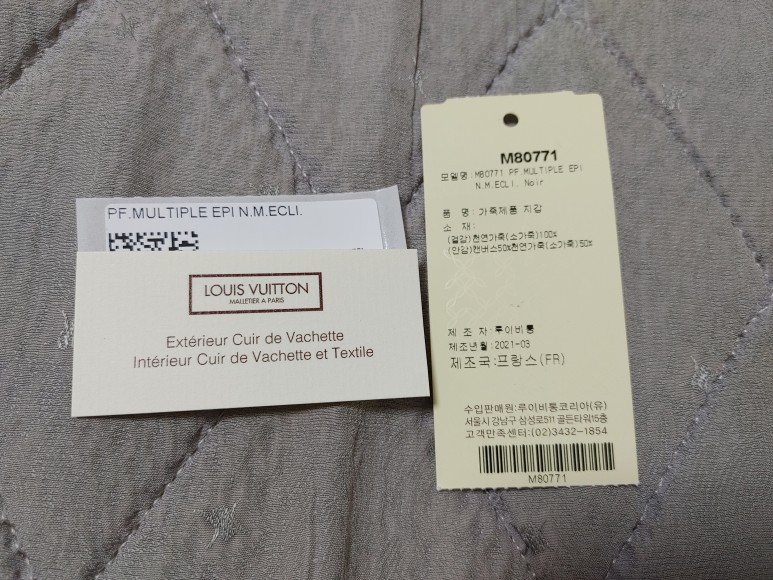 PF.MULTIPLE EPI N.M.ECLI.
LOUIS VUITTON
MALLETIER A PARIS
Extérieur Cuir de Vachette
Intérieur Cuir de Vachette et Textile
M80771
모델명:M80771 PF.MULTIPLE EPI
N.M.ECLI. Noir
품 명:가죽제품 지갑
소 재:
(겉감)천연가죽(소가죽)100%
(안감)캔버스50%천연가죽(소가죽)50%
제 조 자:루이비통
제조년월:2021-03
제조국:프랑스(FR)
수입판매원:루이비통코리아(유)
서울시강남구 삼성로511 골든타워15층
고객만족센터:(02)3432-1854
M80771